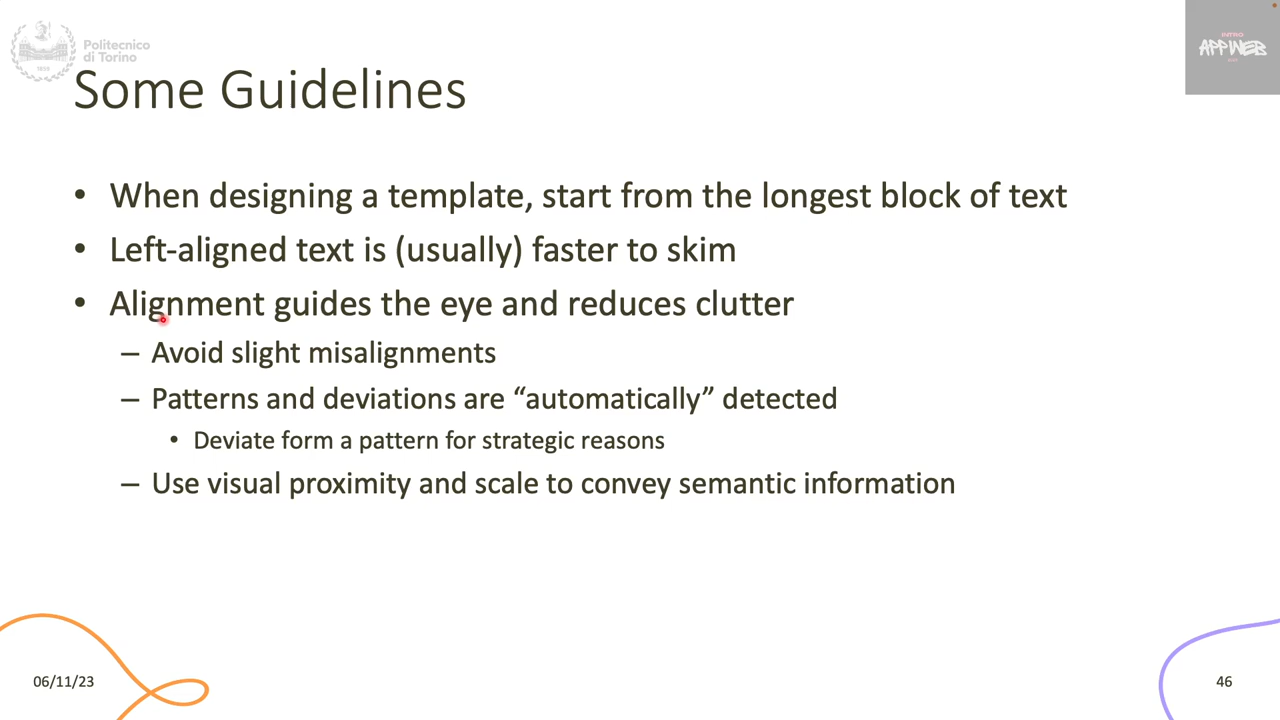 Politecnico
di Torino
1859
INTRO
APPWEB
Some Guidelines
• When designing a template, start from the longest block of text
• Left-aligned text is (usually) faster to skim
• Alignment guides the eye and reduces clutter
– Avoid slight misalignments
– Patterns and deviations are “automatically” detected
• Deviate form a pattern for strategic reasons
– Use visual proximity and scale to convey semantic information
06/11/23
46